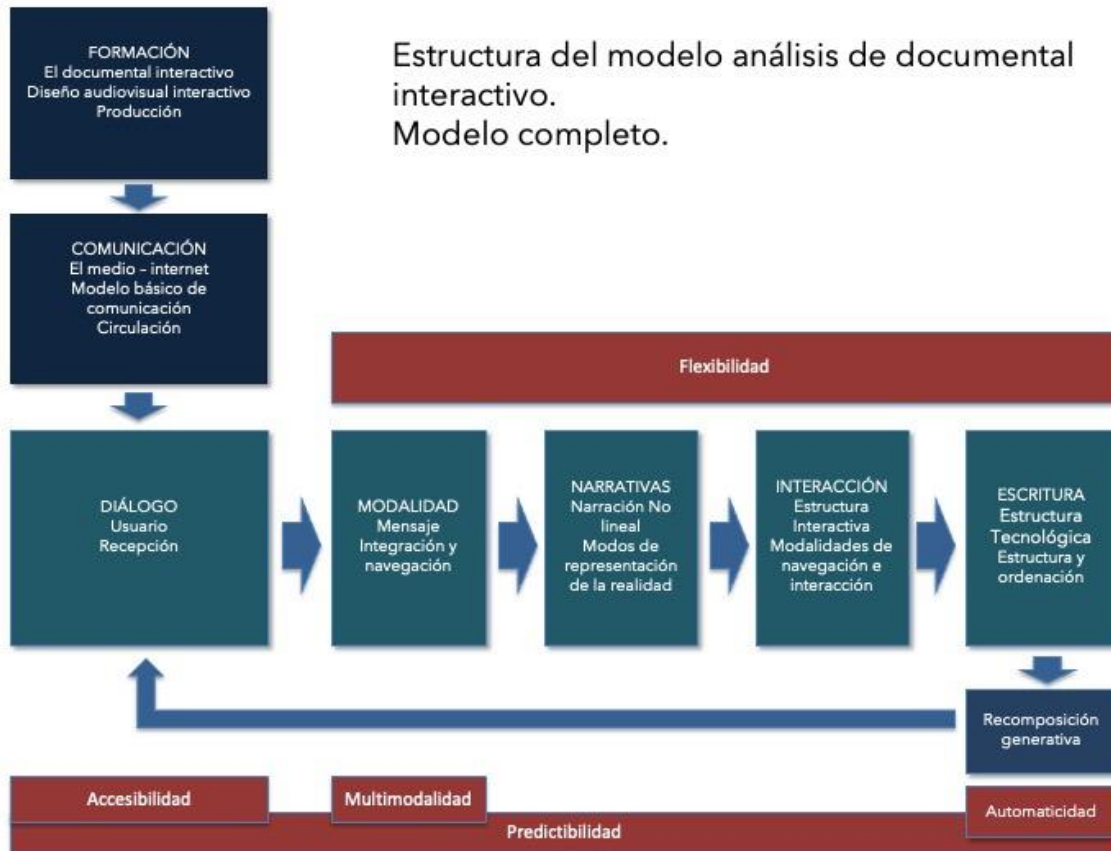 FORMACIÓN
El documental interactivo
Diseño audiovisual interactivo
Producción
Estructura del modelo análisis de documental
interactivo.
Modelo completo.
COMUNICACIÓN
El medio – internet
Modelo básico de
comunicación
Circulación
Flexibilidad
DIÁLOGO
Usuario
Recepción
MODALIDAD
Mensaje
Integración y
navegación
NARRATIVAS
Narración No
lineal
Modos de
representación
de la realidad
INTERACCIÓN
Estructura
Interactiva
Modalidades de
navegación e
interacción
ESCRITURA
Estructura
Tecnológica
Estructura y
ordenación
Recomposición
generativa
Accesibilidad
Multimodalidad
Automaticidad
Predictibilidad